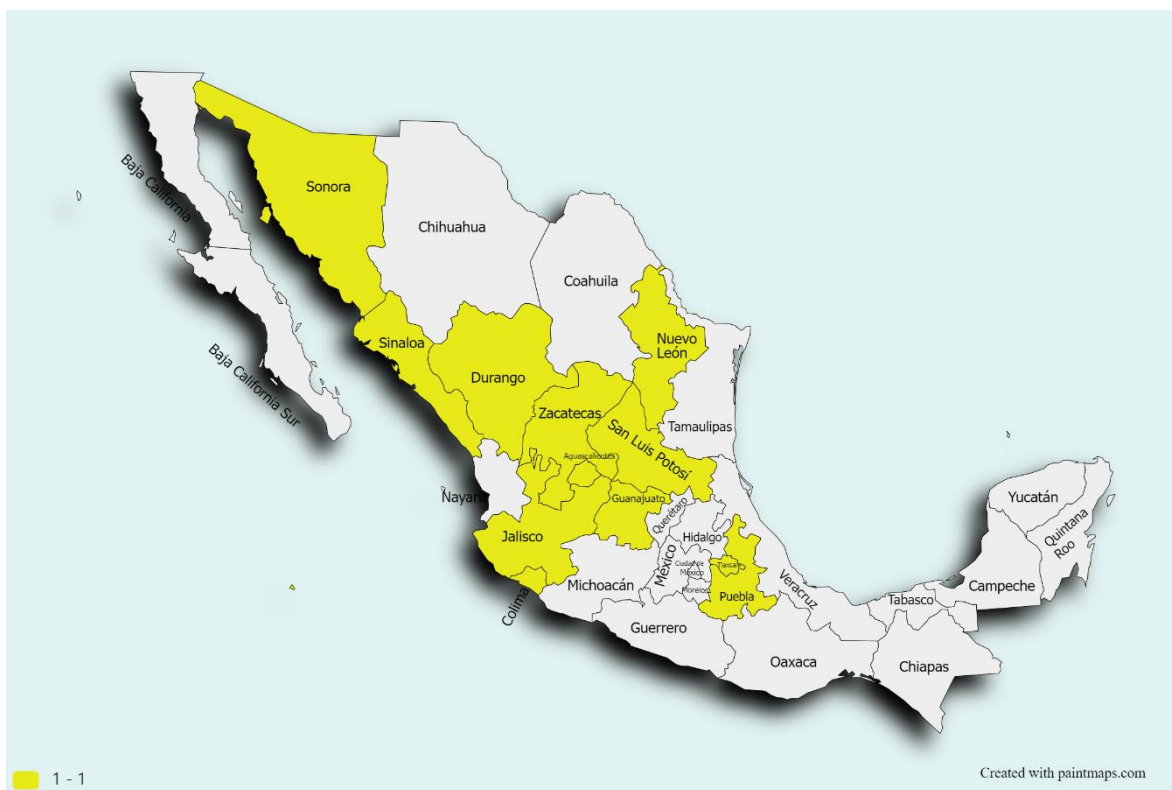 Baja California
Sonora
Chihuahua
Coahuila
Baja California Sur
Sinaloa
Nuevo
León
Durango
Zacatecas
San Luis Potosí
Tamaulipas
Aguascalientes
Nayarit
Guanajuato
Querétaro
Jalisco
Hidalgo
México
Ciudad de
México
Tlaxcala
Morelos
Puebla
Michoacán
Colima
Veracruz
Guerrero
Oaxaca
Tabasco
Chiapas
Campeche
Yucatán
Quintana
Roo
1 - 1
Created with paintmaps.com